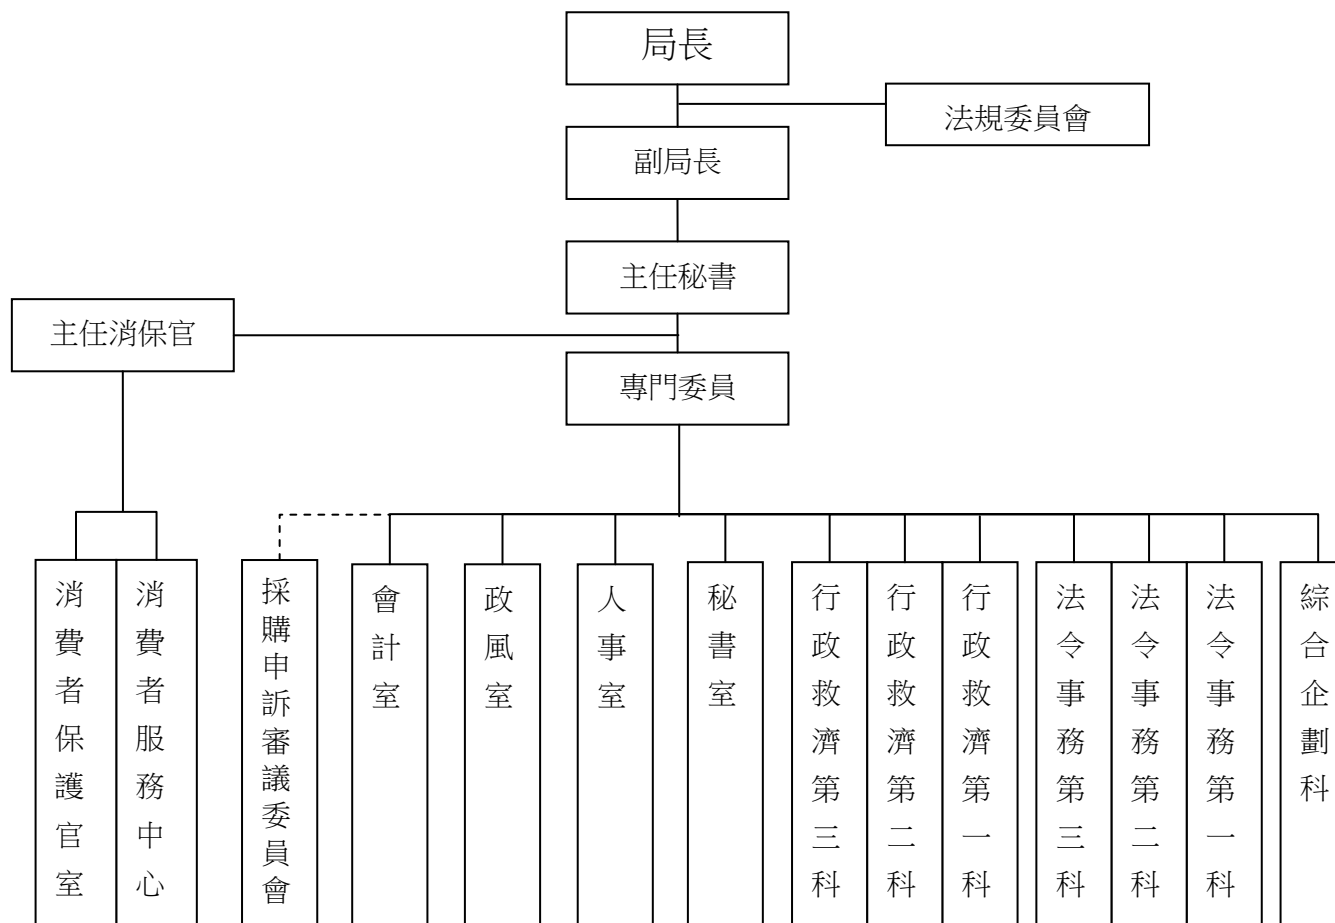 局長
法規委員會
副局長
主任秘書
主任消保官
專門委員
消費者保護官室
消費者服務中心
採購申訴審議委員會
會計室
政風室
人事室
秘書室
行政救濟第三科
行政救濟第二科
行政救濟第一科
法令事務第三科
法令事務第二科
法令事務第一科
綜合企劃科